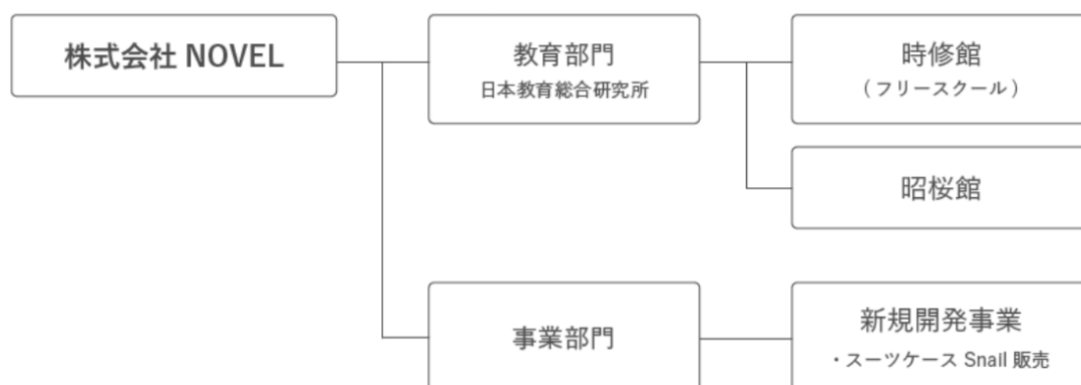 株式会社 NOVEL
教育部門
日本教育総合研究所
時修館
( フリースクール )
昭桜館
事業部門
新規開発事業
・スーツケース Snail 販売